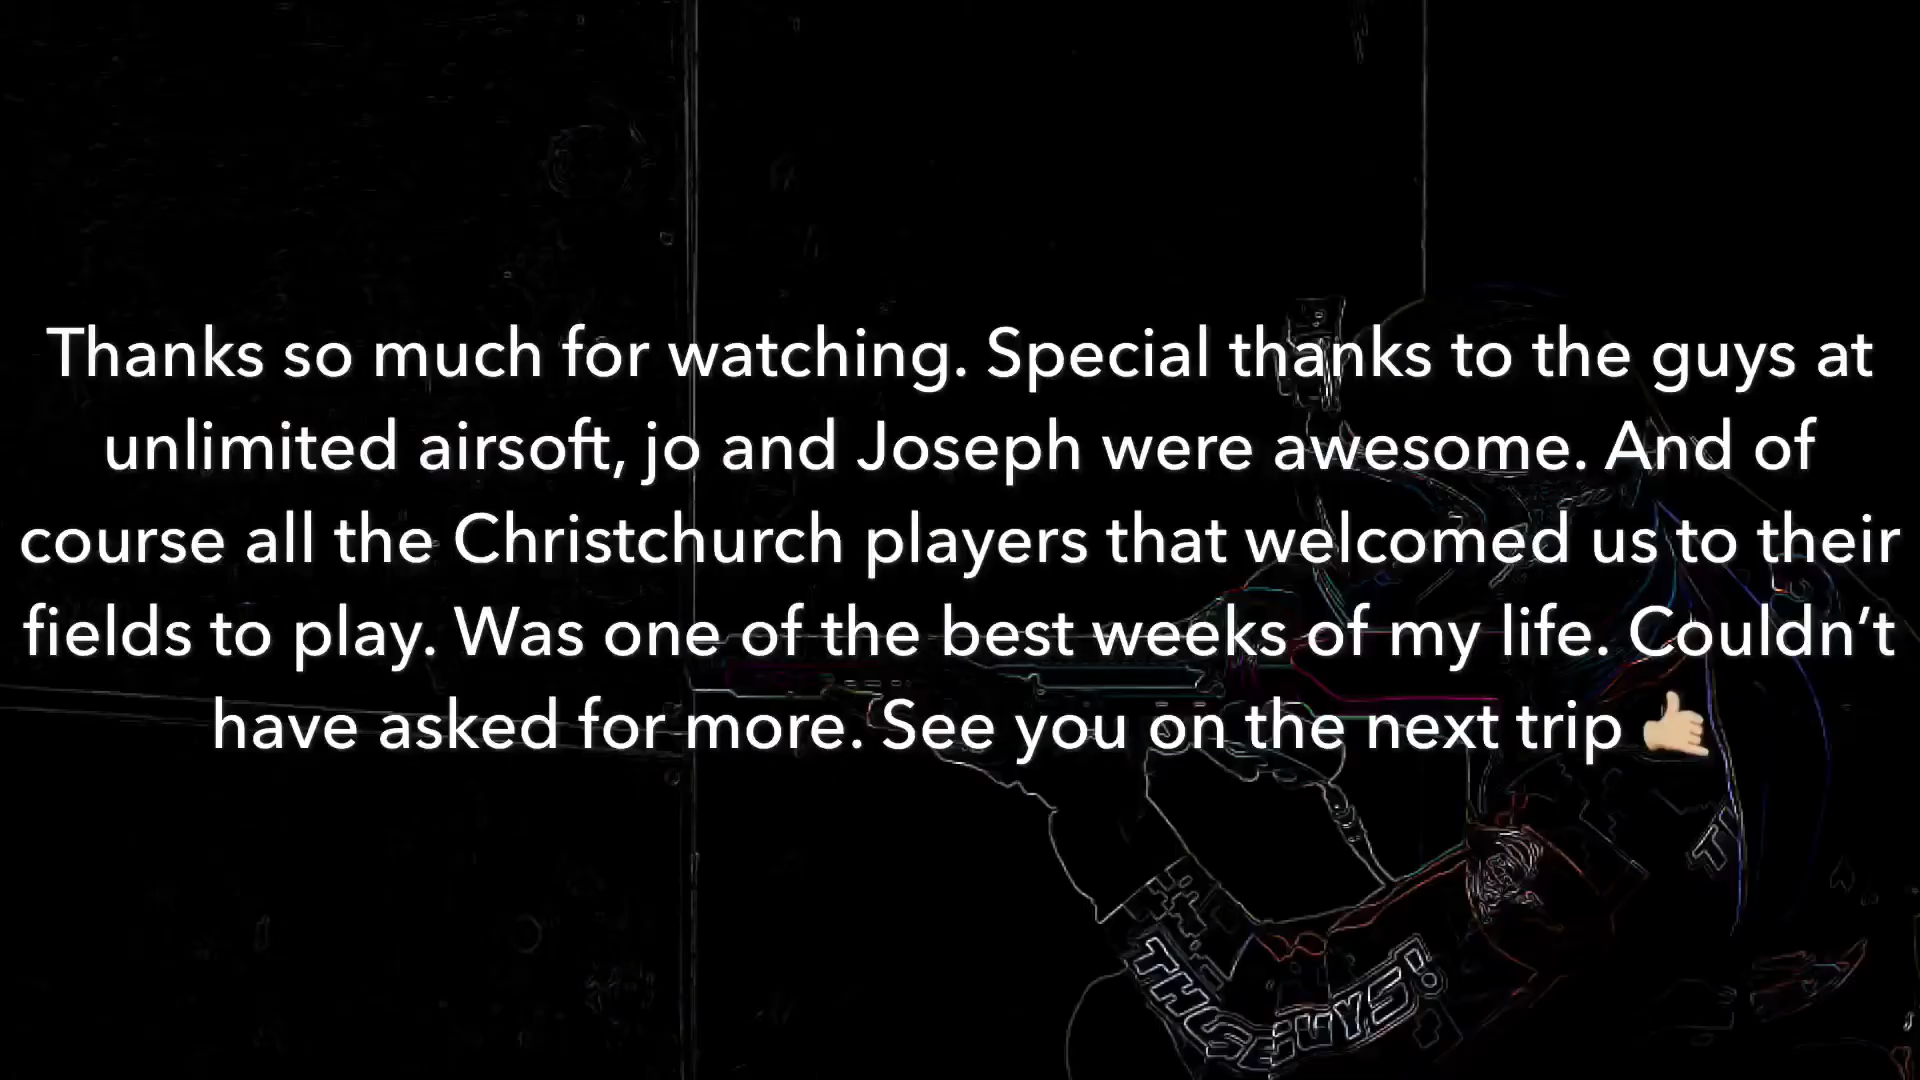 Thanks so much for watching. Special thanks to the guys at
unlimited airsoft, jo and Joseph were awesome. And of
course all the Christchurch players that welcomed us to their
fields to play. Was one of the best weeks of my life. Couldn’t
have asked for more. See you on the next trip 🤙🏼